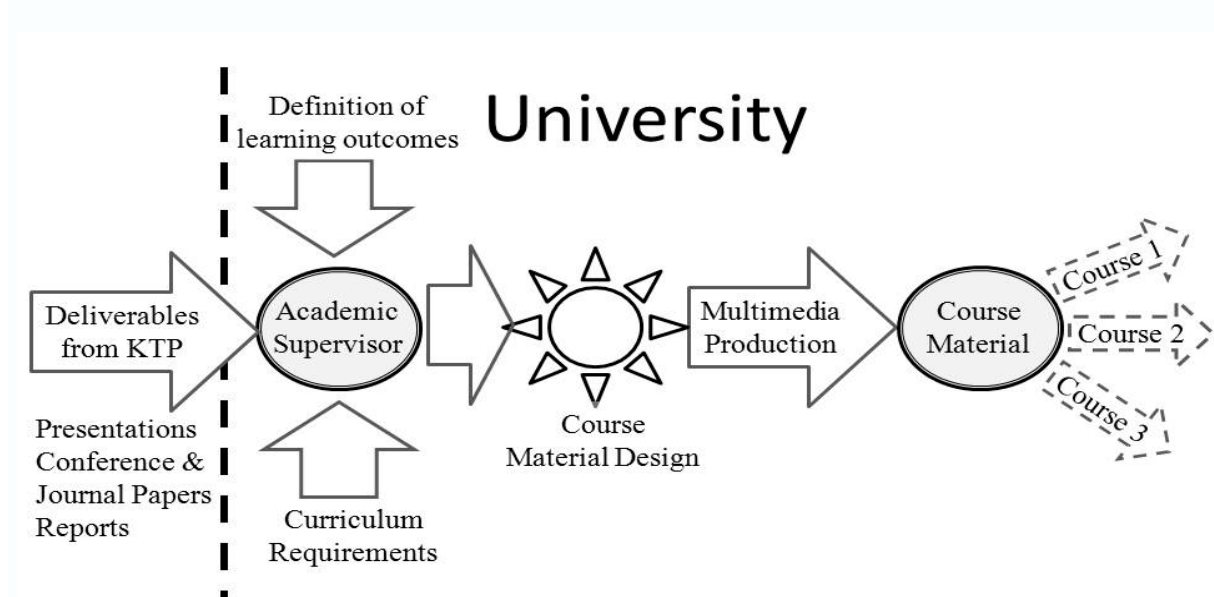 University
Definition of
learning outcomes
Deliverables
from KTP
Presentations
Conference &
Journal Papers
Reports
Academic
Supervisor
Curriculum
Requirements
Course
Material Design
Multimedia
Production
Course
Material
Course 1
Course 2
Course 3